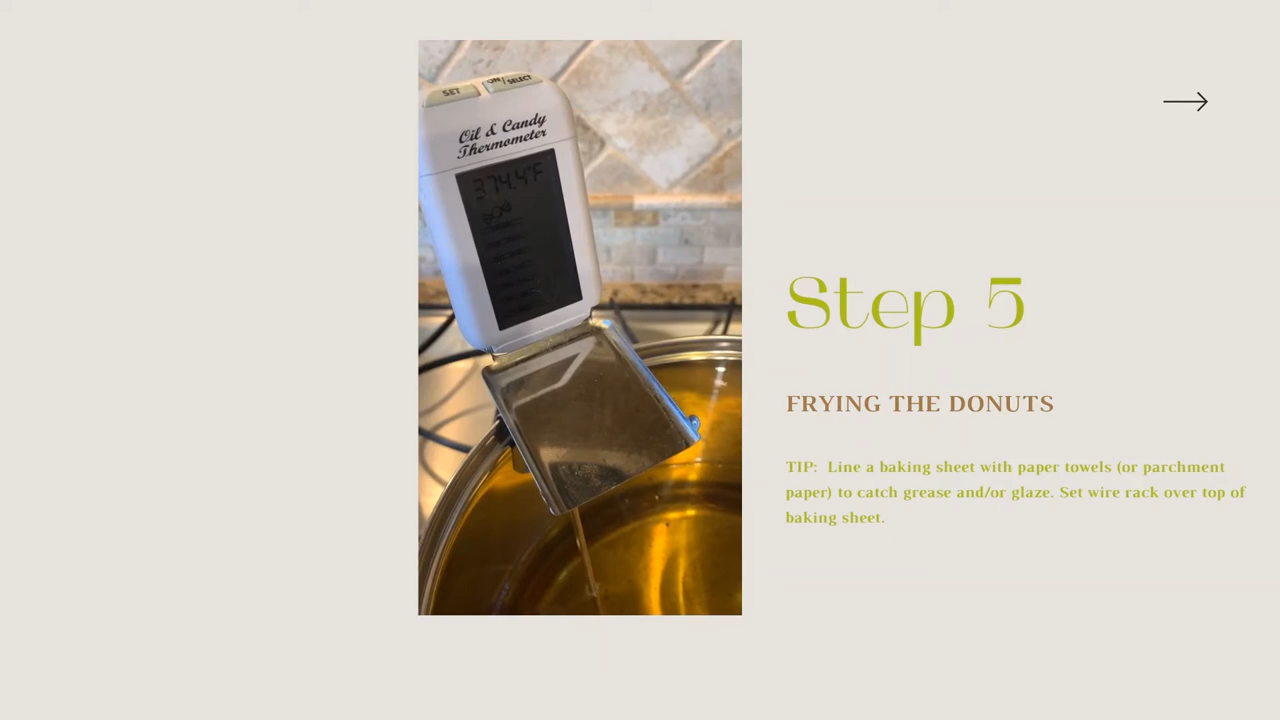 SET ON/SELECT
Oil & Candy
Thermometer
374.4°F
Step 5
FRYING THE DONUTS
TIP: Line a baking sheet with paper towels (or parchment
paper) to catch grease and/or glaze. Set wire rack over top of
baking sheet.